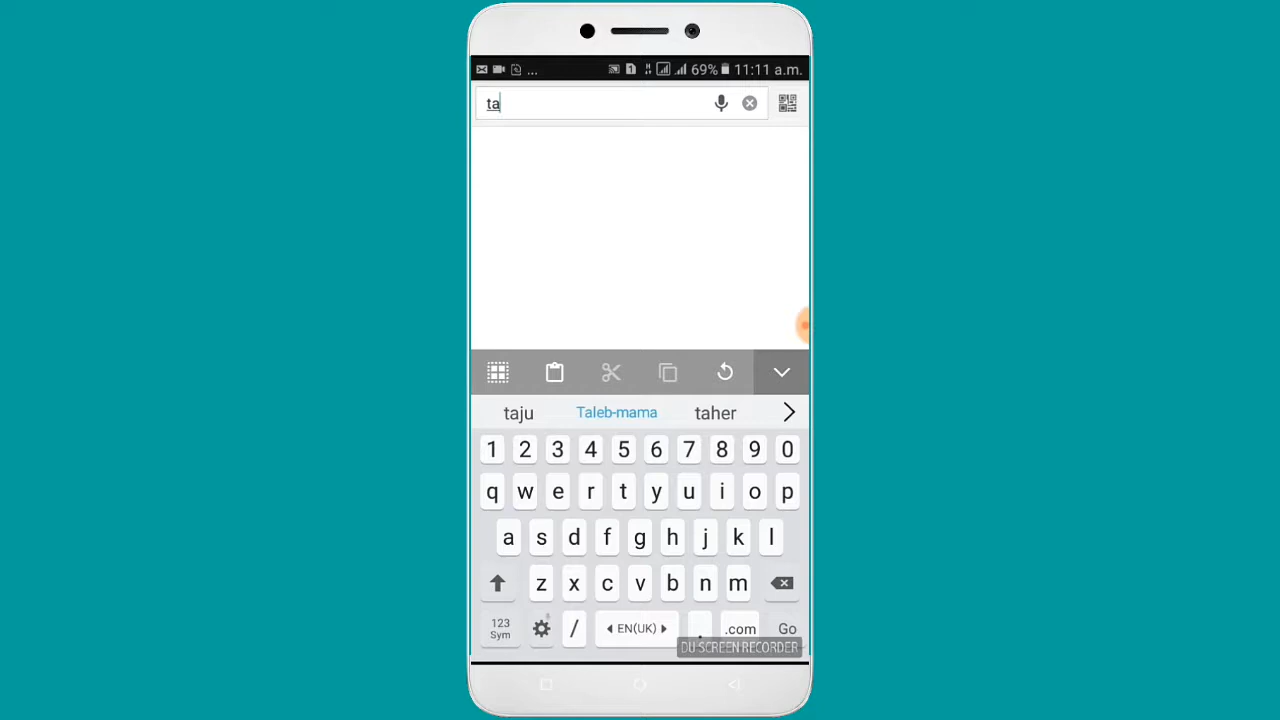 ... 1 69% 11:11 a.m.
ta
taju Taleb-mama taher
1 2 3 4 5 6 7 8 9 0
q w e r t y u i o p
a s d f g h j k l
z x c v b n m
123 Sym / EN(UK) . .com Go
DU SCREEN RECORDER